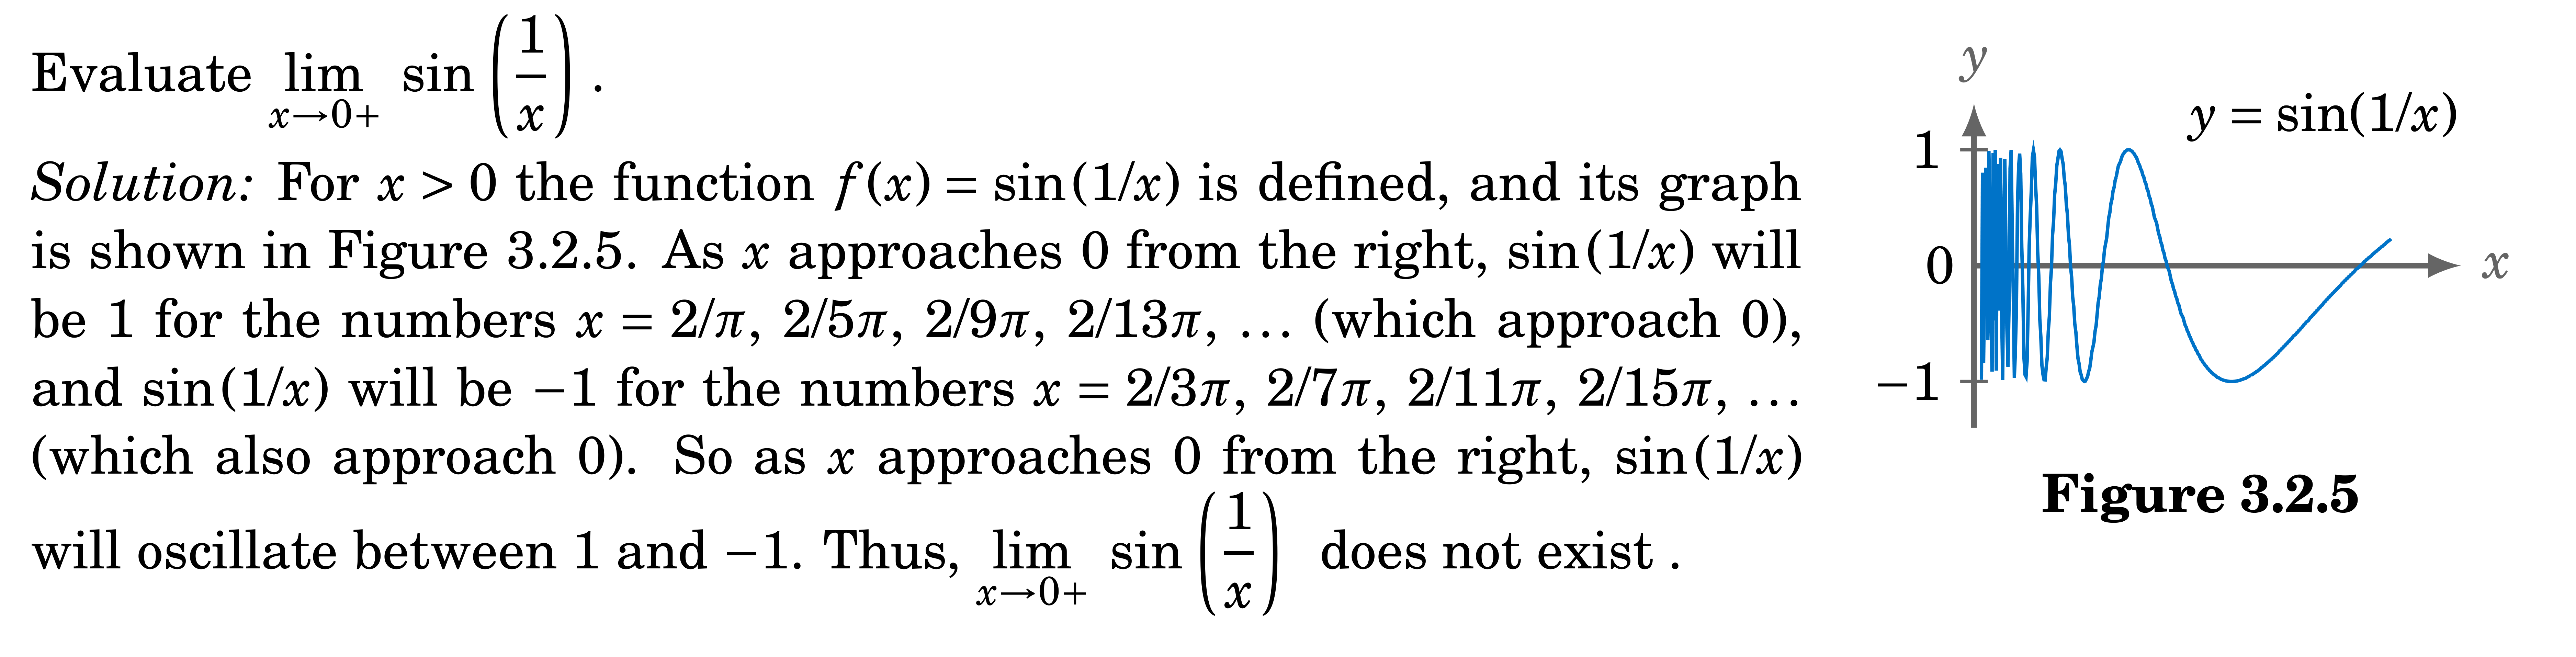 Evaluate lim x→0+ sin (1/x) .
Solution: For x > 0 the function f(x) = sin(1/x) is defined, and its graph
is shown in Figure 3.2.5. As x approaches 0 from the right, sin(1/x) will
be 1 for the numbers x = 2/π, 2/5π, 2/9π, 2/13π, … (which approach 0),
and sin(1/x) will be −1 for the numbers x = 2/3π, 2/7π, 2/11π, 2/15π, …
(which also approach 0). So as x approaches 0 from the right, sin(1/x)
will oscillate between 1 and −1. Thus, lim x→0+ sin (1/x) does not exist .
y
y = sin(1/x)
1
0
x
−1
Figure 3.2.5